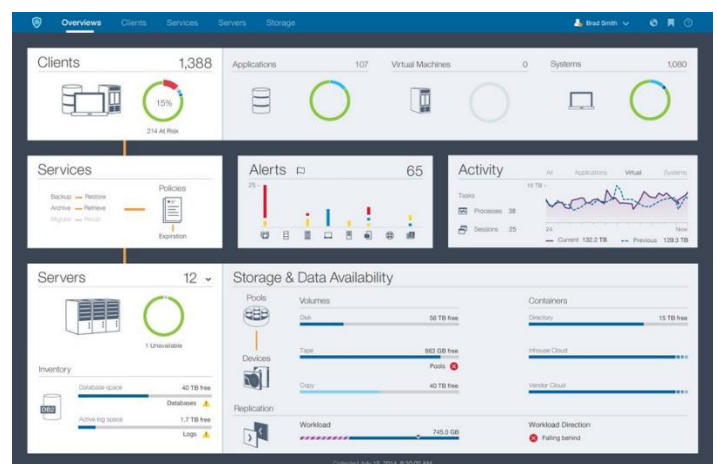 Overviews Clients Services Servers Storage Brad Smith
Clients 1,388
15%
214 At Risk
Applications 107
Virtual Machines 0
Systems 1,080
Services
Backup Restore
Archive Retrieve
Migrate Recall
Policies
Expiration
Alerts 65
25
Activity
All Applications Virtual Systems
Tasks
Processes 38
Sessions 25
10 TB
24 Now
Current 132.2 TB Previous 129.3 TB
Servers 12
1 Unavailable
Inventory
DB2
Database space 40 TB free
Databases
Active log space 1.7 TB free
Logs
Storage & Data Availability
Pools
Devices
Volumes
Disk 56 TB free
Tape 983 GB free
Pools
Copy 40 TB free
Containers
Directory 15 TB free
Inhouse Cloud
Vendor Cloud
Replication
Workload
745.0 GB
Workload Direction
Falling behind